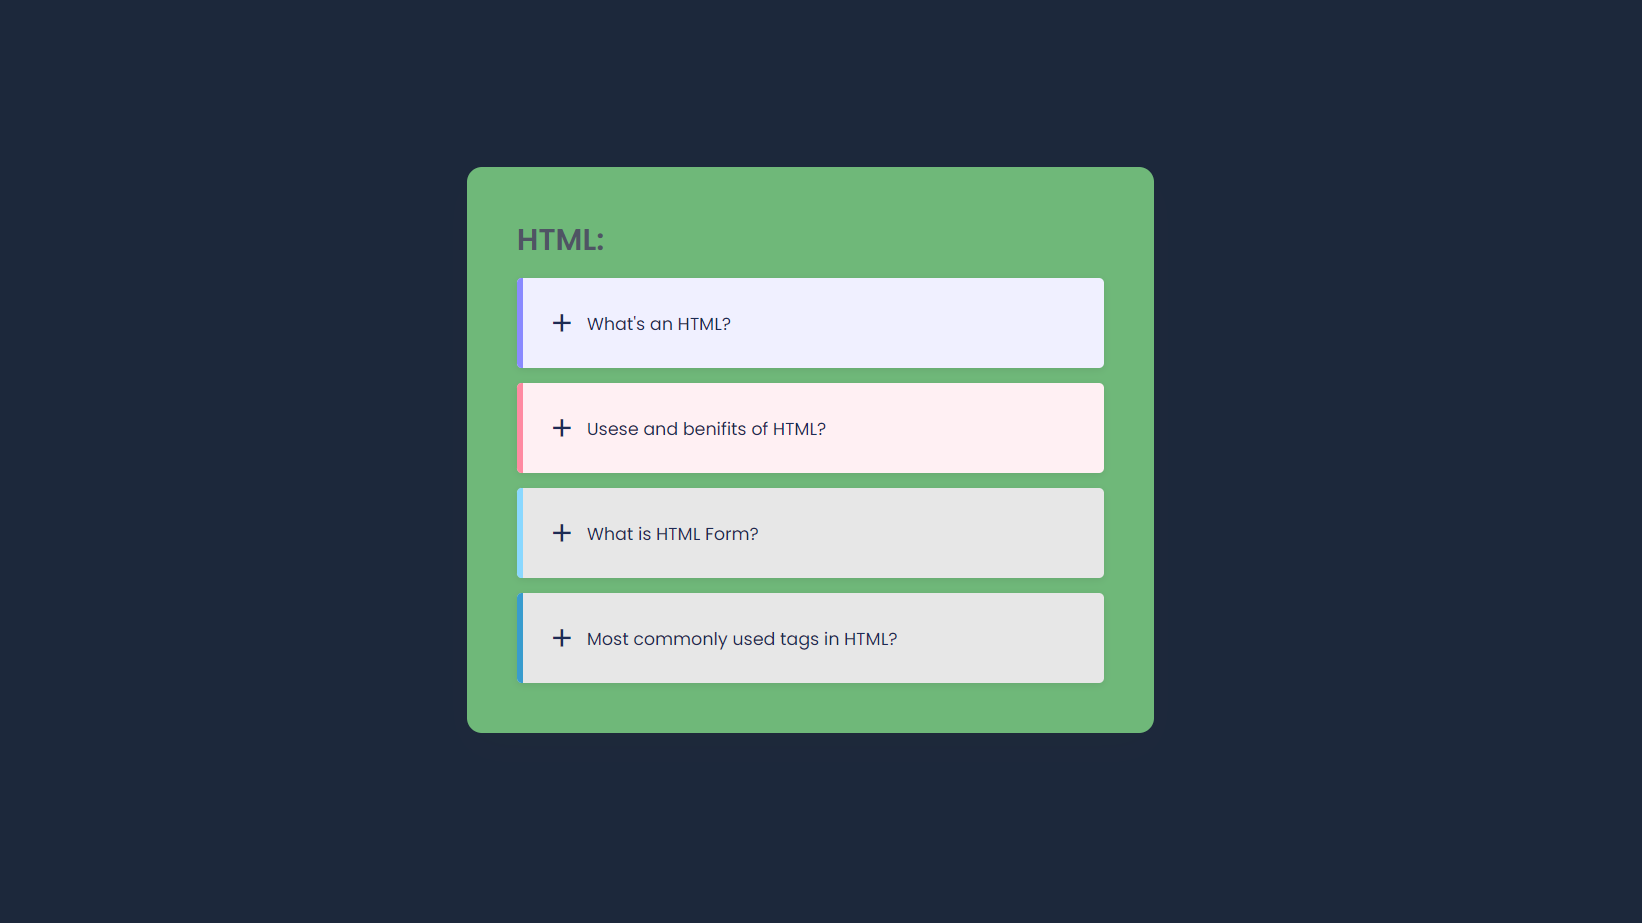 HTML:
What's an HTML?
Usese and benifits of HTML?
What is HTML Form?
Most commonly used tags in HTML?